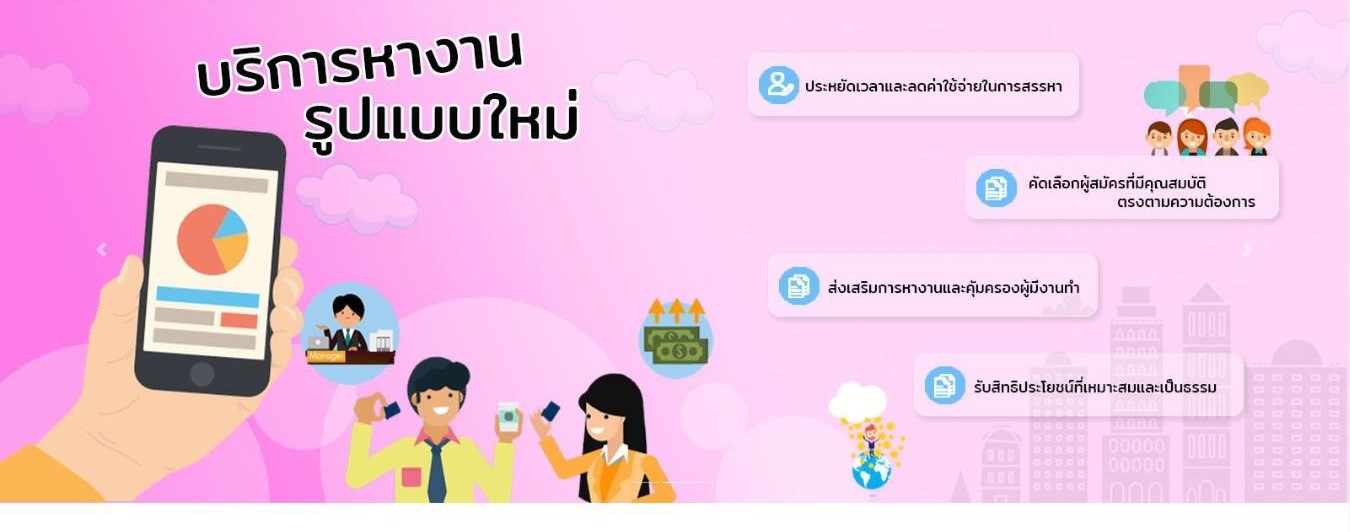 บริการหางาน
รูปแบบใหม่
ประหยัดเวลาและลดค่าใช้จ่ายในการสรรหา
คัดเลือกผู้สมัครที่มีคุณสมบัติ
ตรงตามความต้องการ
ส่งเสริมการหางานและคุ้มครองผู้มีงานทำ
Manager
รับสิทธิประโยชน์ที่เหมาะสมและเป็นธรรม